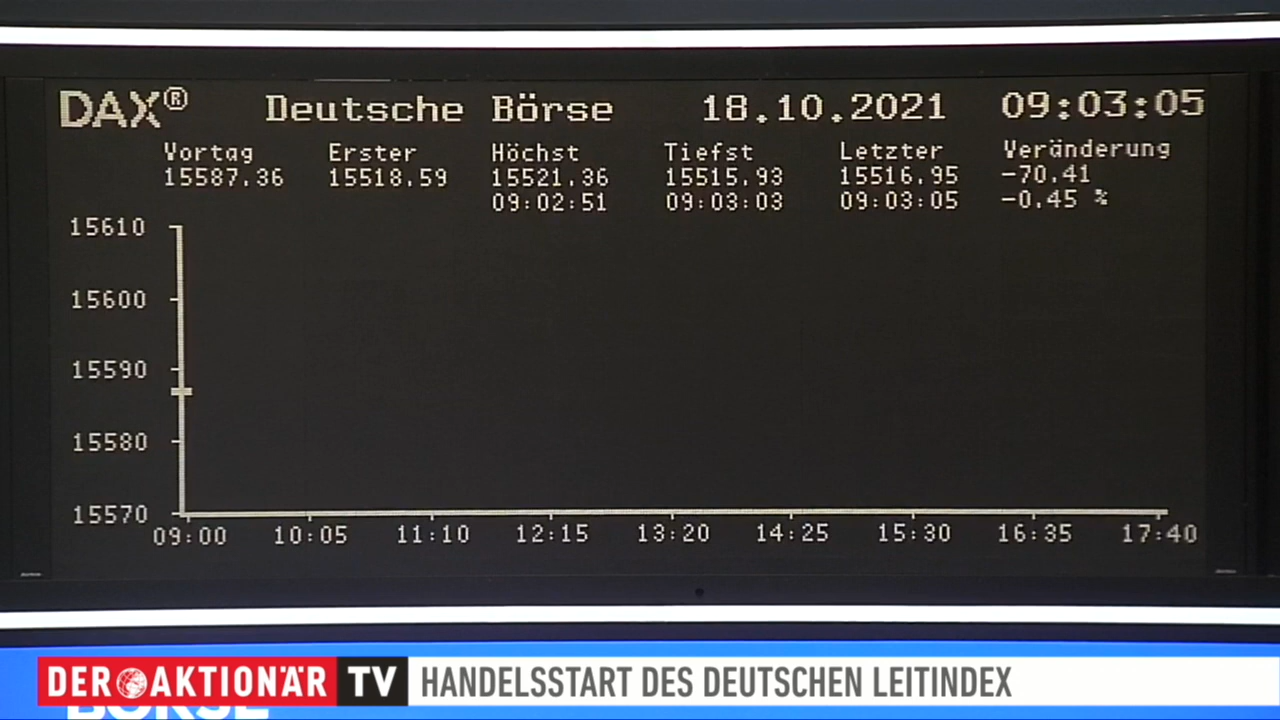 DAX® Deutsche Börse 18.10.2021 09:03:05
Vortag Erster Höchst Tiefst Letzter Veränderung
15587.36 15518.59 15521.36 15515.93 15516.95 -70.41
09:02:51 09:03:03 09:03:05 -0.45 %
15610
15600
15590
15580
15570
09:00 10:05 11:10 12:15 13:20 14:25 15:30 16:35 17:40
DER AKTIONÄR TV HANDELSSTART DES DEUTSCHEN LEITINDEX
BÖRSE